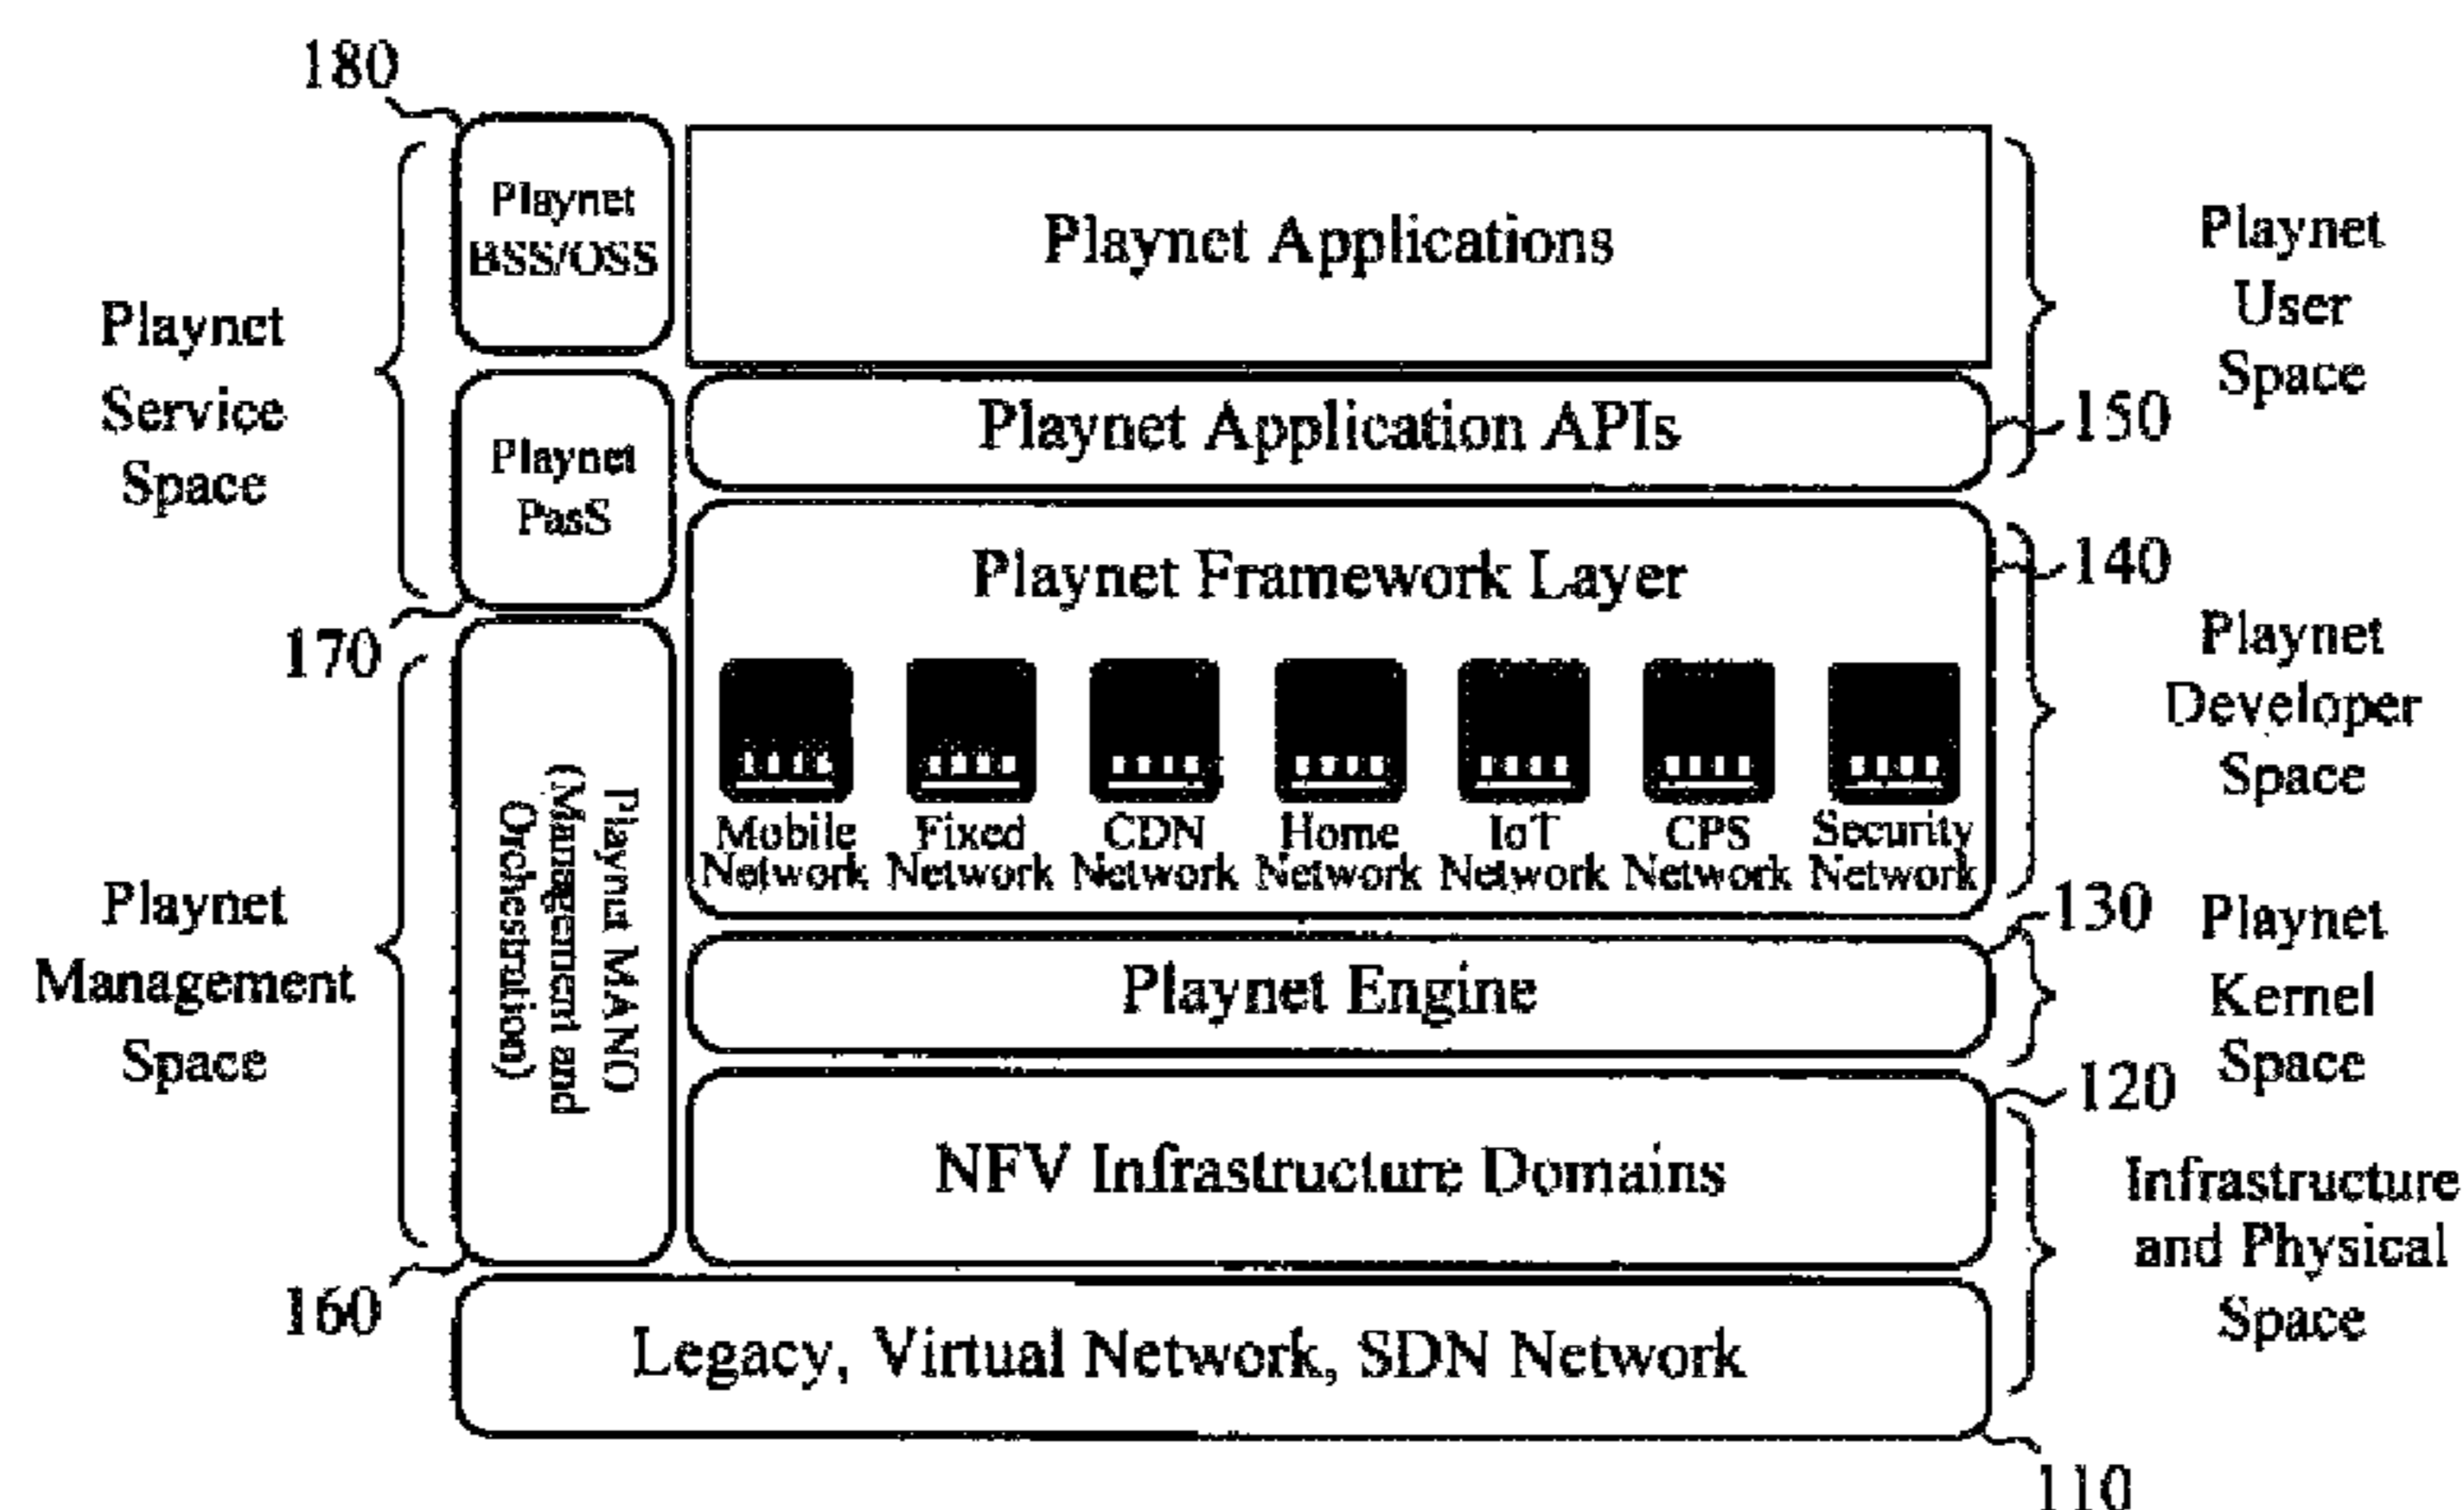 180
Playnet
BSS/OSS
Playnet Applications
Playnet
User
Space
Playnet
Service
Space
Playnet
PasS
Playnet Application APIs
150
170
Playnet Framework Layer
140
Mobile
Network
Fixed
Network
CDN
Network
Home
Network
IoT
Network
CPS
Network
Security
Network
Playnet
Developer
Space
Playnet
Management
Space
Playnet MANO
(Managemend and
Orchestration)
Playnet Engine
130
Playnet
Kernel
Space
NFV Infrastructure Domains
120
Infrastructure
and Physical
Space
160
Legacy, Virtual Network, SDN Network
110